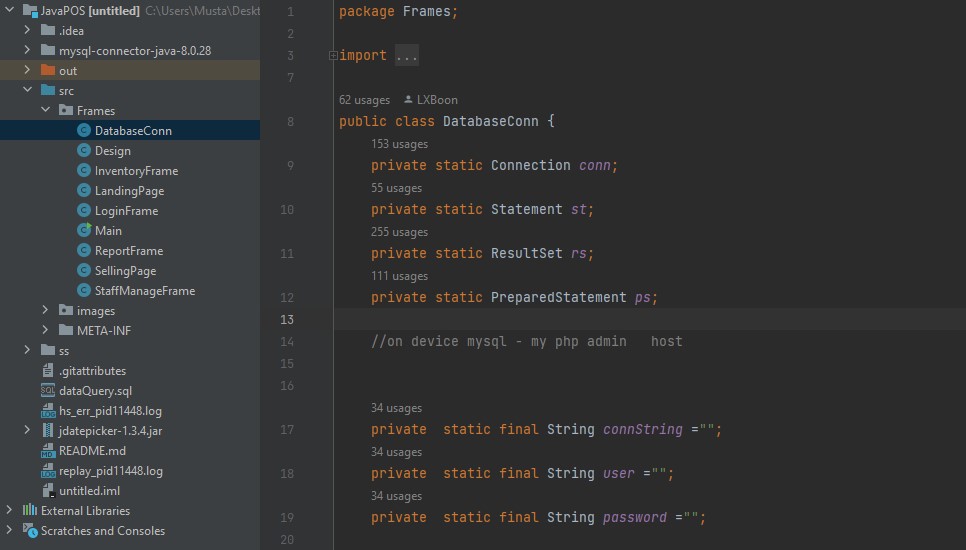 JavaPOS [untitled] C:\Users\Musta\Deskt
.idea
mysql-connector-java-8.0.28
out
src
Frames
DatabaseConn
Design
InventoryFrame
LandingPage
LoginFrame
Main
ReportFrame
SellingPage
StaffManageFrame
images
META-INF
ss
.gitattributes
dataQuery.sql
hs_err_pid11448.log
jdatepicker-1.3.4.jar
README.md
replay_pid11448.log
untitled.iml
External Libraries
Scratches and Consoles
1 package Frames;
2
3 import ...
7
62 usages LXBoon
8 public class DatabaseConn {
153 usages
9 private static Connection conn;
55 usages
10 private static Statement st;
255 usages
11 private static ResultSet rs;
111 usages
12 private static PreparedStatement ps;
13
14 //on device mysql - my php admin   host
15
16
34 usages
17 private  static final String connString ="";
34 usages
18 private  static final String user ="";
34 usages
19 private  static final String password ="";
20